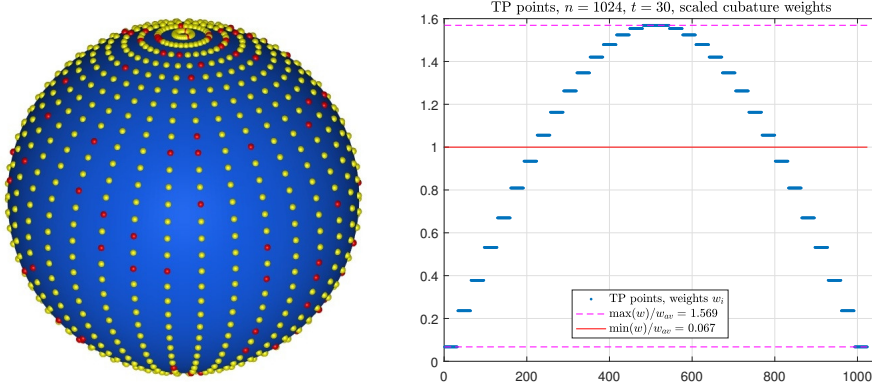 TP points, n = 1024, t = 30, scaled cubature weights
1.6
1.4
1.2
1
0.8
0.6
0.4
0.2
0
TP points, weights wᵢ
max(w)/w_av = 1.569
min(w)/w_av = 0.067
0 200 400 600 800 1000